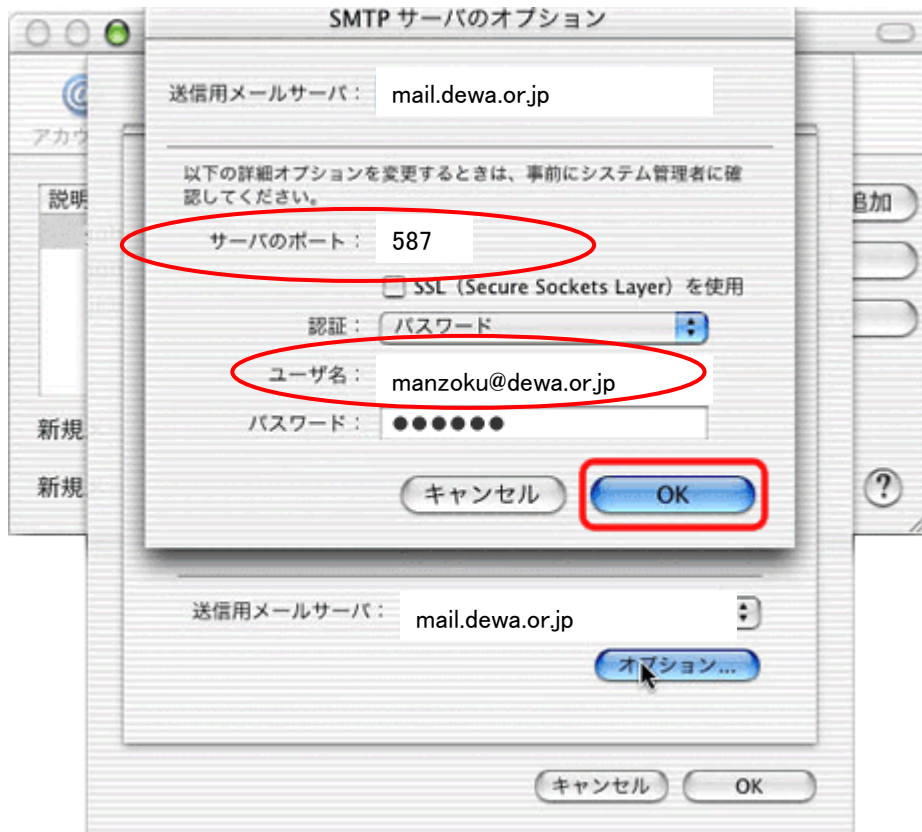 SMTP サーバのオプション
送信用メールサーバ： mail.dewa.or.jp
アカウ
以下の詳細オプションを変更するときは、事前にシステム管理者に確
認してください。
説明
追加
サーバのポート： 587
SSL（Secure Sockets Layer）を使用
認証： パスワード
ユーザ名： manzoku@dewa.or.jp
パスワード： ●●●●●●
新規
新規
キャンセル OK
?
送信用メールサーバ： mail.dewa.or.jp
オプション...
キャンセル OK